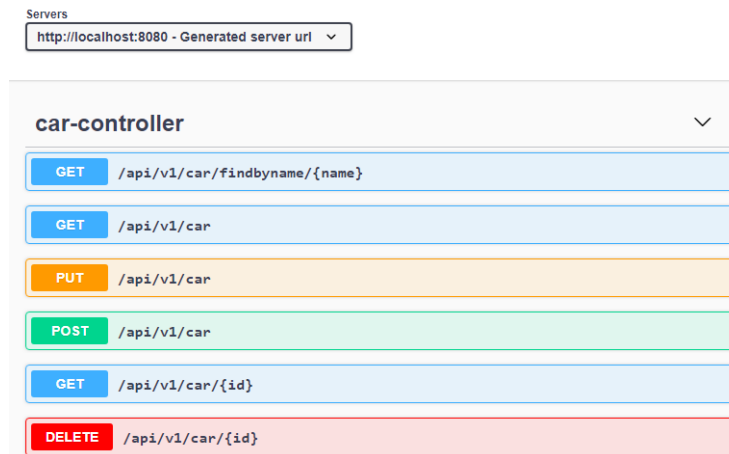 Servers
http://localhost:8080 - Generated server url
car-controller
GET /api/v1/car/findbyname/{name}
GET /api/v1/car
PUT /api/v1/car
POST /api/v1/car
GET /api/v1/car/{id}
DELETE /api/v1/car/{id}